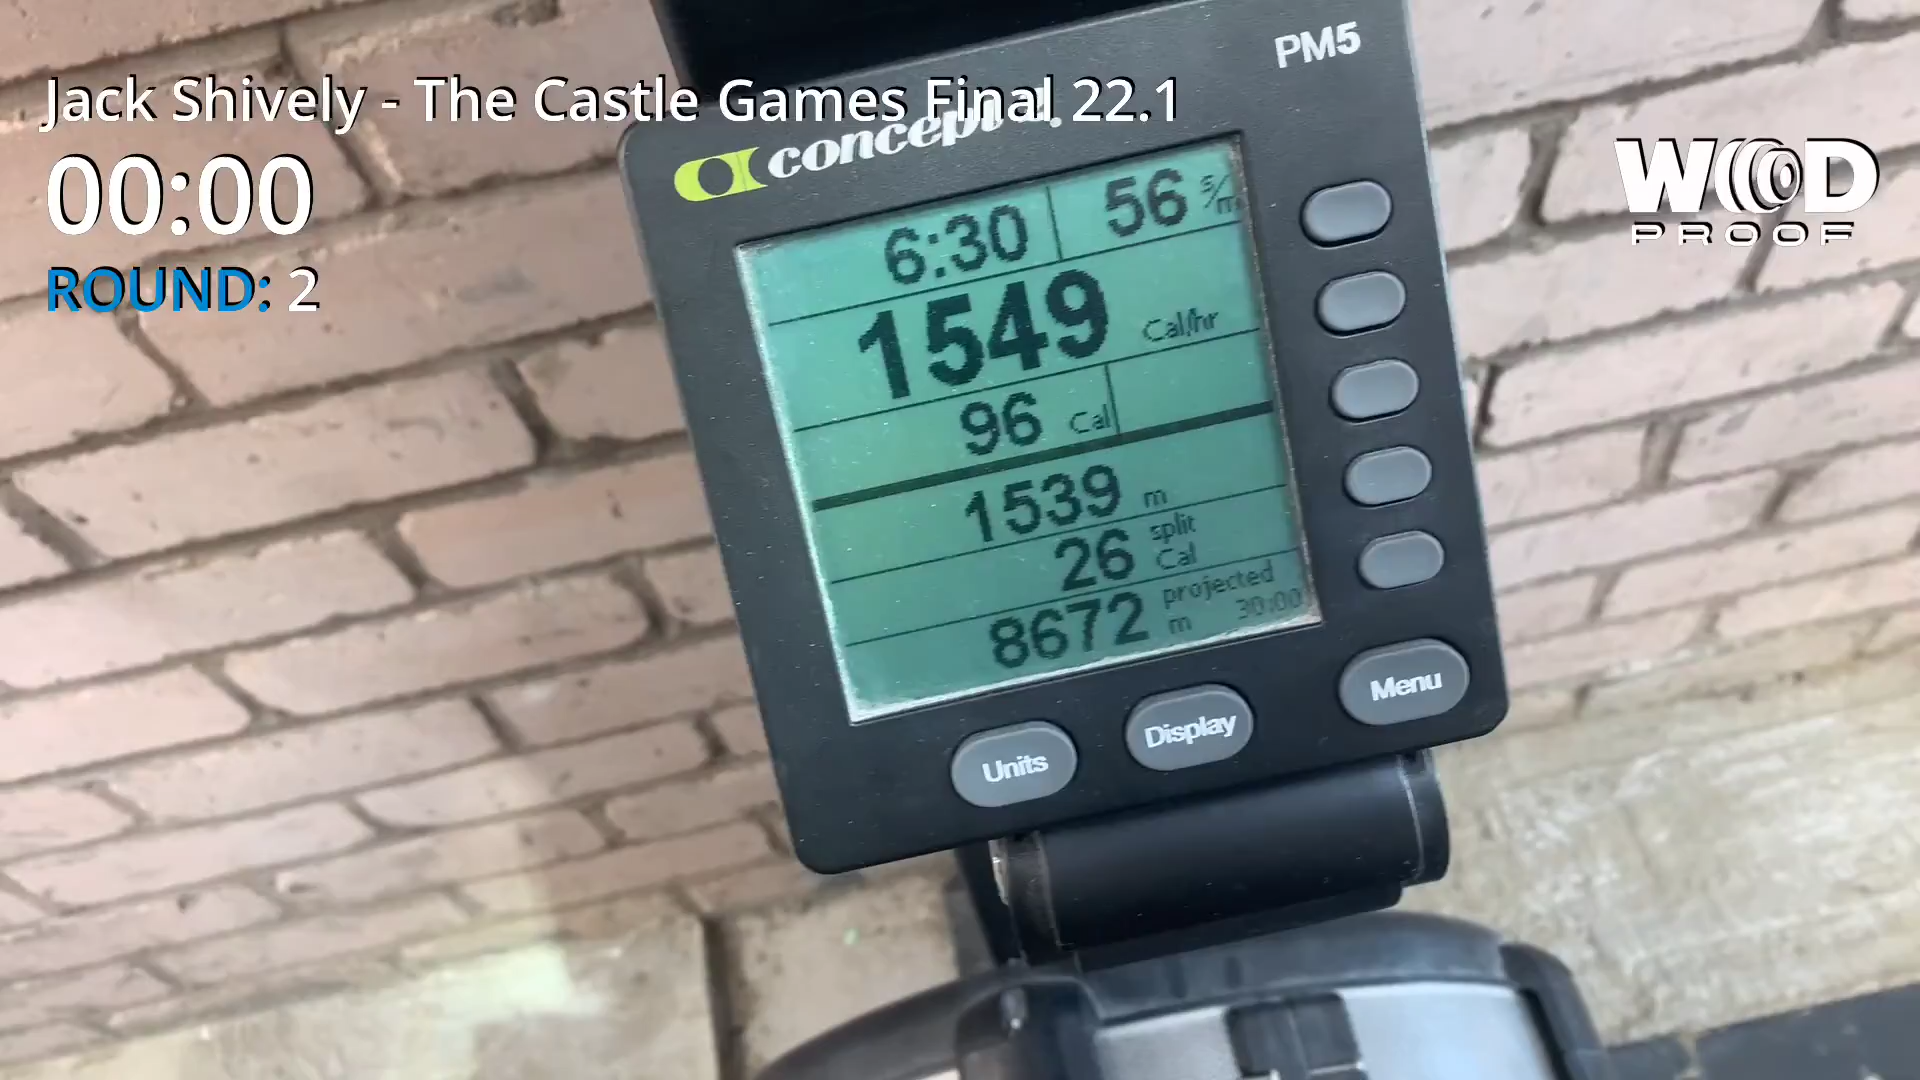 Jack Shively - The Castle Games Final 22.1
00:00
ROUND: 2
WOD
PROOF
PM5
concept 2.
6:30 56 s/m
1549 Cal/hr
96 Cal
1539 m
26 split Cal
8672 m projected 30:00
Units Display Menu